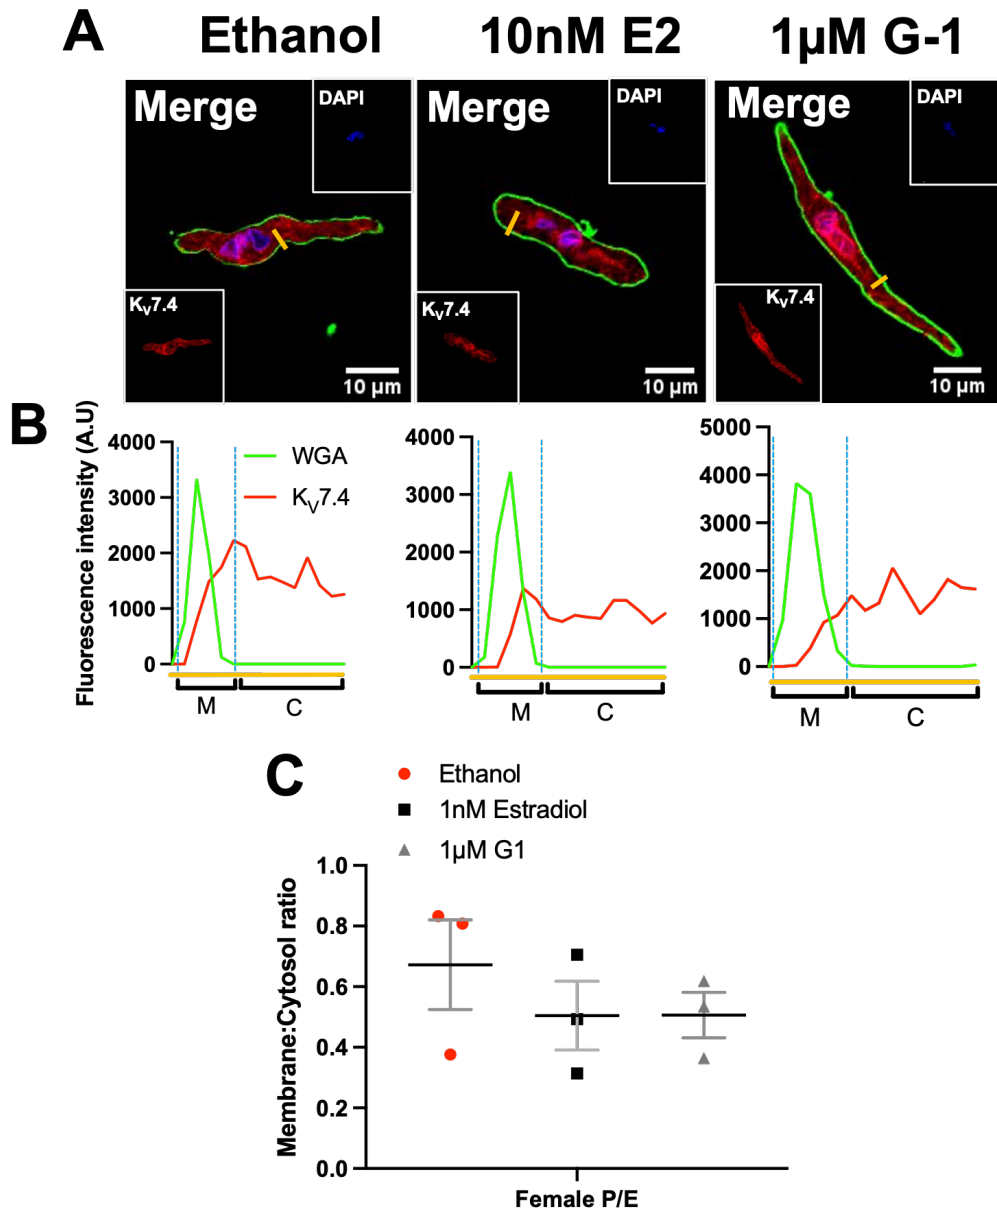 A
Ethanol
10nM E2
1µM G-1
Merge
DAPI
Merge
DAPI
Merge
DAPI
KV7.4
10 µm
KV7.4
10 µm
KV7.4
10 µm
B
Fluorescence intensity (A.U)
4000
3000
2000
1000
0
WGA
KV7.4
M
C
4000
3000
2000
1000
0
M
C
5000
4000
3000
2000
1000
0
M
C
C
Ethanol
1nM Estradiol
1µM G1
Membrane:Cytosol ratio
1.0
0.8
0.6
0.4
0.2
0.0
Female P/E